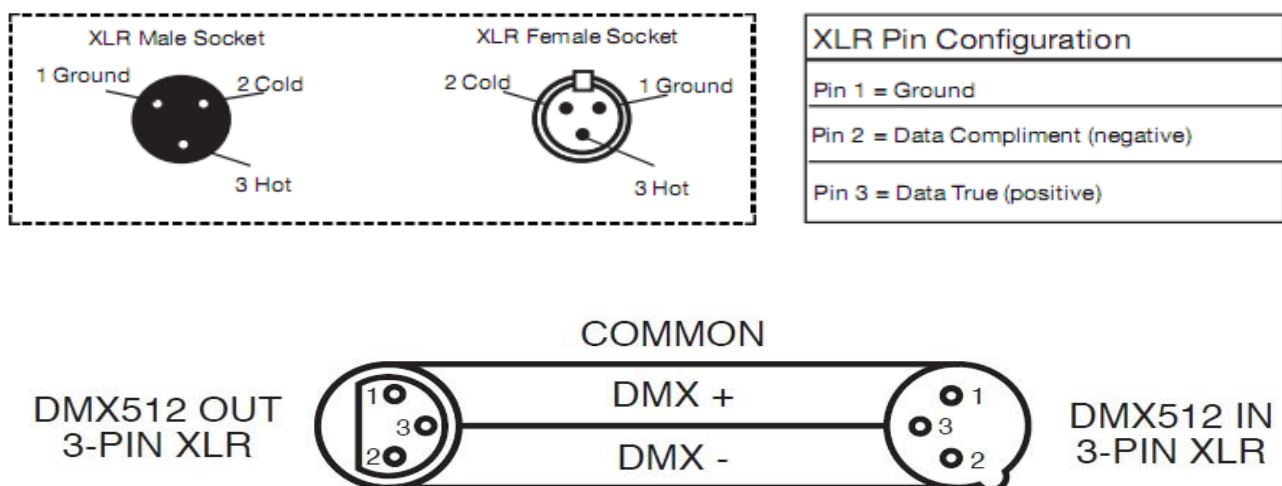 XLR Male Socket
1 Ground
2 Cold
3 Hot
XLR Female Socket
2 Cold
1 Ground
3 Hot
XLR Pin Configuration
Pin 1 = Ground
Pin 2 = Data Compliment (negative)
Pin 3 = Data True (positive)
COMMON
DMX512 OUT
3-PIN XLR
1
3
2
DMX +
DMX -
1
3
2
DMX512 IN
3-PIN XLR